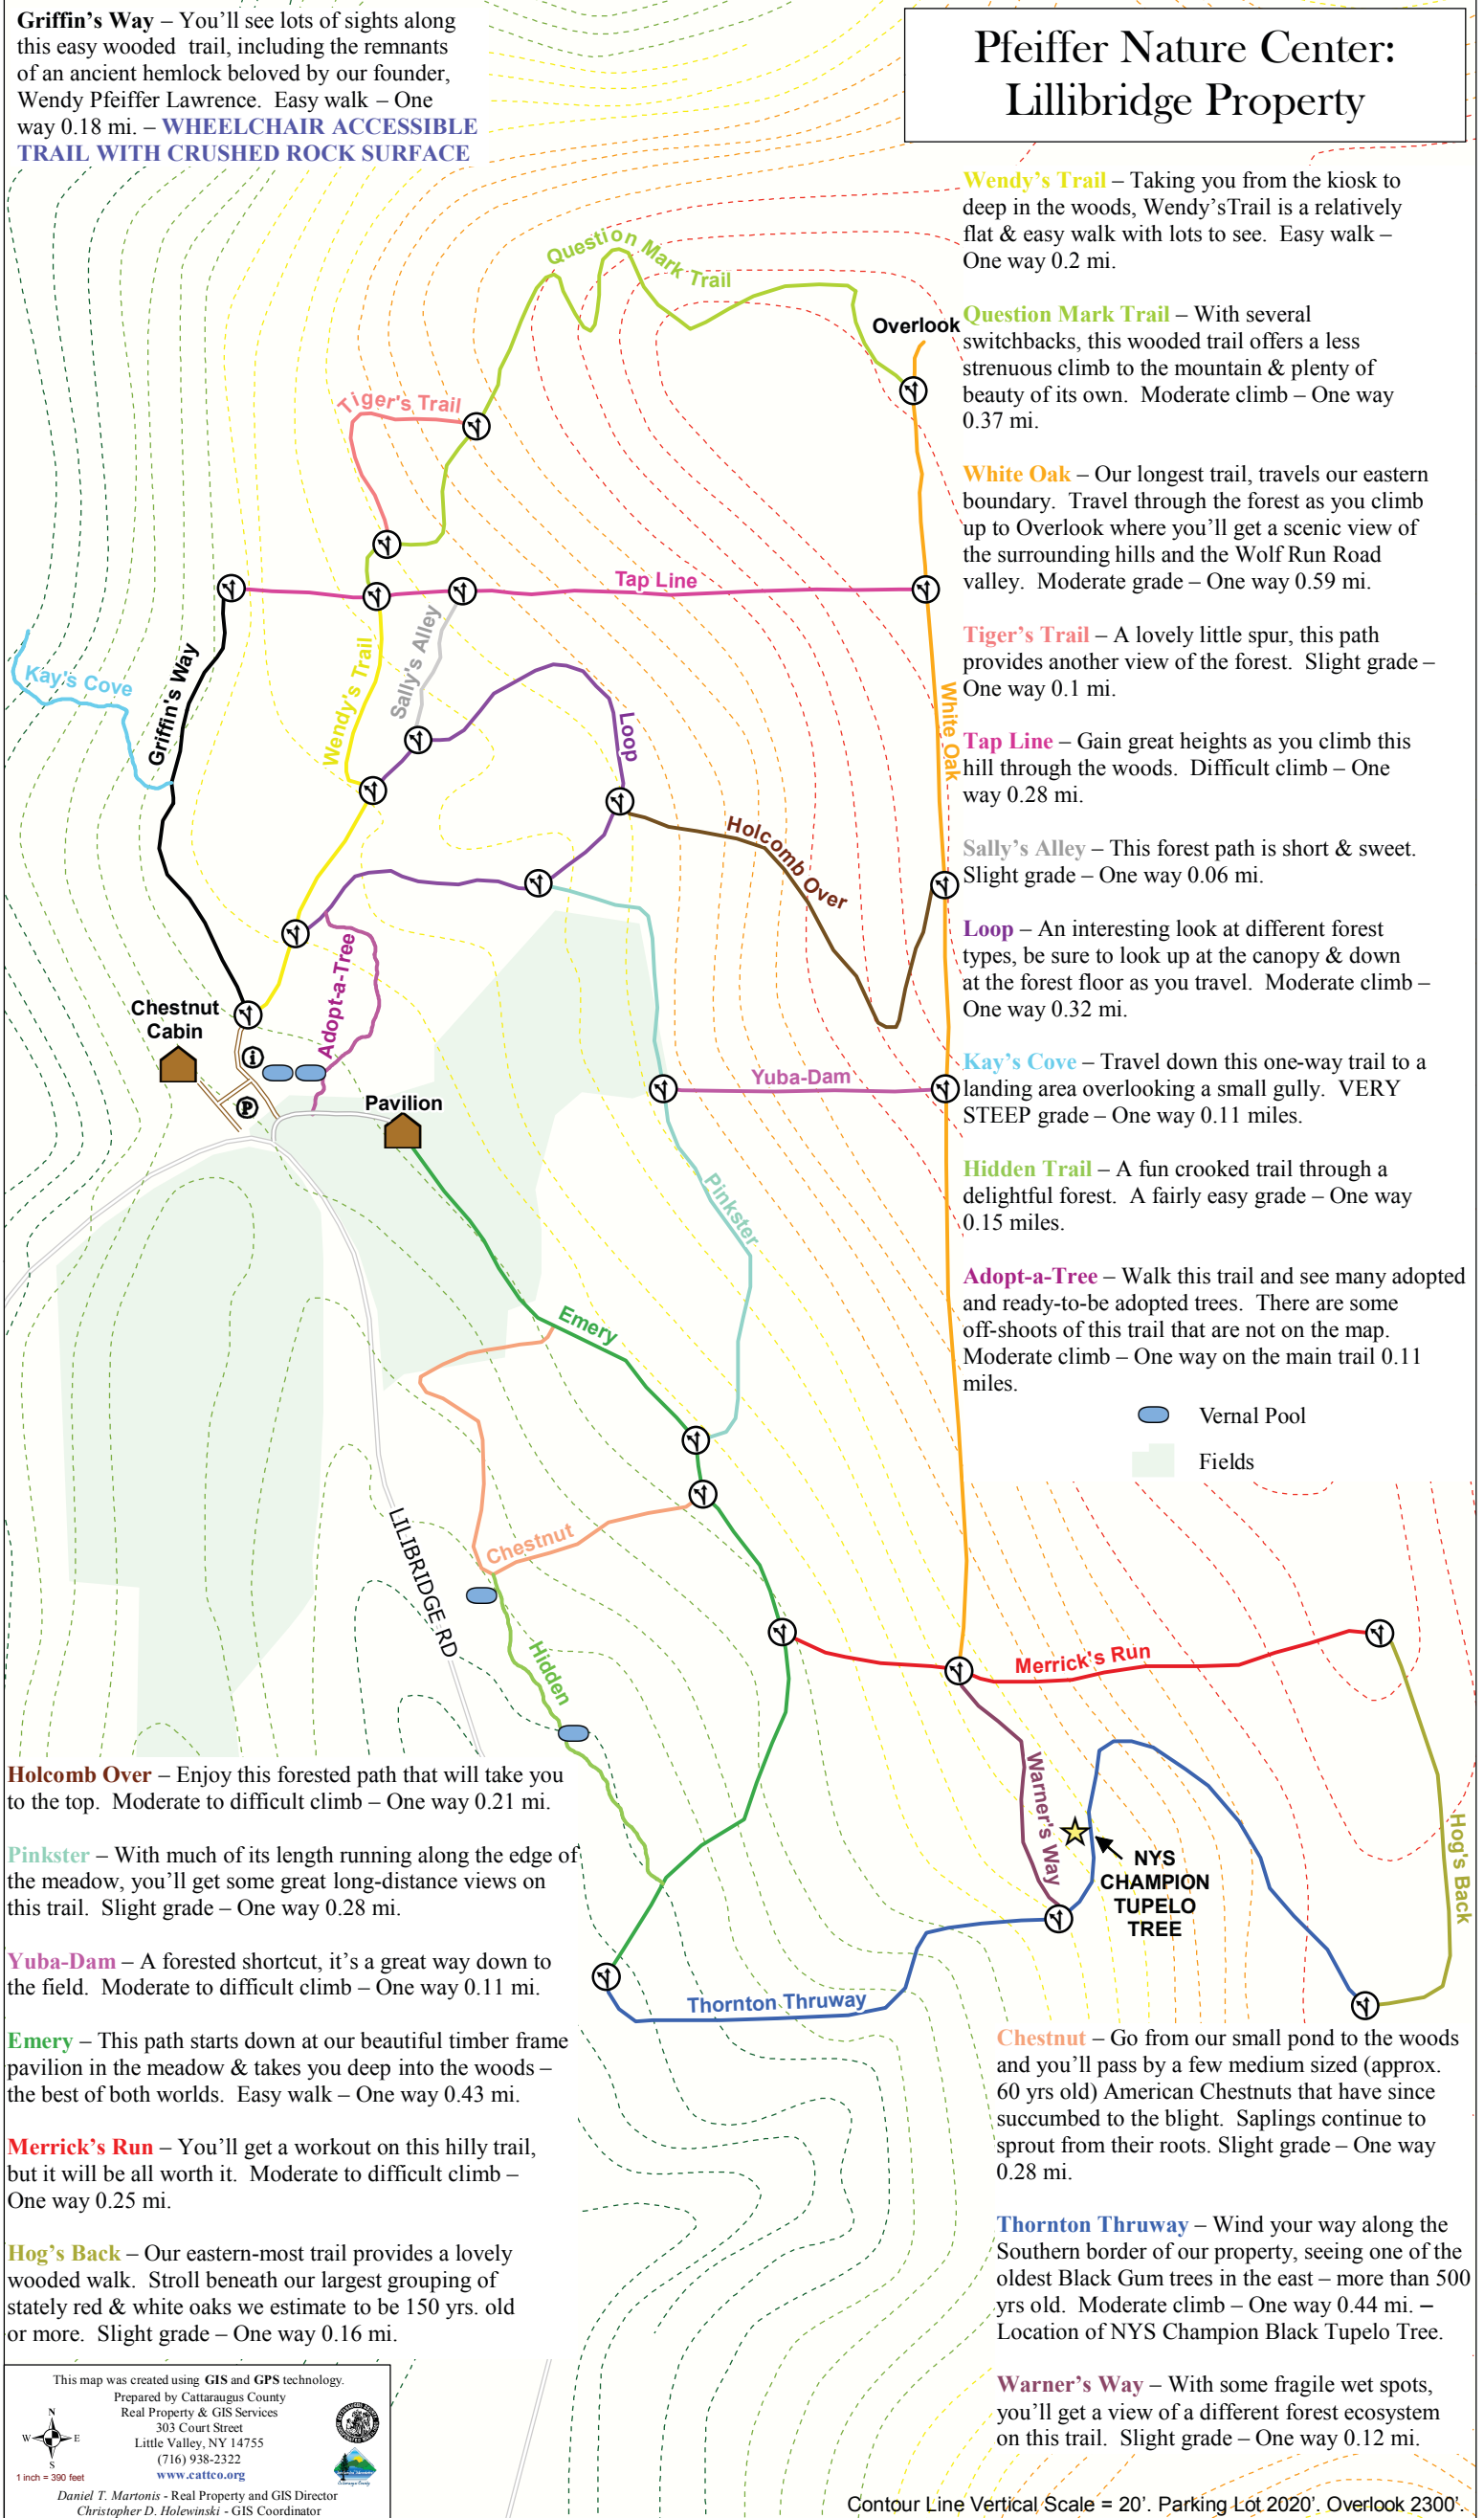 Griffin's Way – You'll see lots of sights along
this easy wooded trail, including the remnants
of an ancient hemlock beloved by our founder,
Wendy Pfeiffer Lawrence. Easy walk – One
way 0.18 mi. – WHEELCHAIR ACCESSIBLE
TRAIL WITH CRUSHED ROCK SURFACE
Pfeiffer Nature Center:
Lillibridge Property
Wendy's Trail – Taking you from the kiosk to
deep in the woods, Wendy'sTrail is a relatively
flat & easy walk with lots to see. Easy walk –
One way 0.2 mi.
Question Mark Trail – With several
switchbacks, this wooded trail offers a less
strenuous climb to the mountain & plenty of
beauty of its own. Moderate climb – One way
0.37 mi.
White Oak – Our longest trail, travels our eastern
boundary. Travel through the forest as you climb
up to Overlook where you'll get a scenic view of
the surrounding hills and the Wolf Run Road
valley. Moderate grade – One way 0.59 mi.
Tiger's Trail – A lovely little spur, this path
provides another view of the forest. Slight grade –
One way 0.1 mi.
Tap Line – Gain great heights as you climb this
hill through the woods. Difficult climb – One
way 0.28 mi.
Sally's Alley – This forest path is short & sweet.
Slight grade – One way 0.06 mi.
Loop – An interesting look at different forest
types, be sure to look up at the canopy & down
at the forest floor as you travel. Moderate climb –
One way 0.32 mi.
Kay's Cove – Travel down this one-way trail to a
landing area overlooking a small gully. VERY
STEEP grade – One way 0.11 miles.
Hidden Trail – A fun crooked trail through a
delightful forest. A fairly easy grade – One way
0.15 miles.
Adopt-a-Tree – Walk this trail and see many adopted
and ready-to-be adopted trees. There are some
off-shoots of this trail that are not on the map.
Moderate climb – One way on the main trail 0.11
miles.
Vernal Pool
Fields
Question Mark Trail
Overlook
Tiger's Trail
Tap Line
Kay's Cove
Griffin's Way
Wendy's Trail
Sally's Alley
Loop
White Oak
Holcomb Over
Adopt-a-Tree
Chestnut
Cabin
i
P
Pavilion
Yuba-Dam
Pinkster
Emery
Chestnut
LILIBRIDGE RD
Hidden
Merrick's Run
Warner's Way
Hog's Back
NYS
CHAMPION
TUPELO
TREE
Thornton Thruway
Holcomb Over – Enjoy this forested path that will take you
to the top. Moderate to difficult climb – One way 0.21 mi.
Pinkster – With much of its length running along the edge of
the meadow, you'll get some great long-distance views on
this trail. Slight grade – One way 0.28 mi.
Yuba-Dam – A forested shortcut, it's a great way down to
the field. Moderate to difficult climb – One way 0.11 mi.
Emery – This path starts down at our beautiful timber frame
pavilion in the meadow & takes you deep into the woods –
the best of both worlds. Easy walk – One way 0.43 mi.
Merrick's Run – You'll get a workout on this hilly trail,
but it will be all worth it. Moderate to difficult climb –
One way 0.25 mi.
Hog's Back – Our eastern-most trail provides a lovely
wooded walk. Stroll beneath our largest grouping of
stately red & white oaks we estimate to be 150 yrs. old
or more. Slight grade – One way 0.16 mi.
Chestnut – Go from our small pond to the woods
and you'll pass by a few medium sized (approx.
60 yrs old) American Chestnuts that have since
succumbed to the blight. Saplings continue to
sprout from their roots. Slight grade – One way
0.28 mi.
Thornton Thruway – Wind your way along the
Southern border of our property, seeing one of the
oldest Black Gum trees in the east – more than 500
yrs old. Moderate climb – One way 0.44 mi. –
Location of NYS Champion Black Tupelo Tree.
Warner's Way – With some fragile wet spots,
you'll get a view of a different forest ecosystem
on this trail. Slight grade – One way 0.12 mi.
This map was created using GIS and GPS technology.
Prepared by Cattaraugus County
Real Property & GIS Services
303 Court Street
Little Valley, NY 14755
(716) 938-2322
www.cattco.org
N
W E
S
1 inch = 390 feet
Daniel T. Martonis - Real Property and GIS Director
Christopher D. Holewinski - GIS Coordinator
Contour Line Vertical Scale = 20'. Parking Lot 2020'. Overlook 2300'.